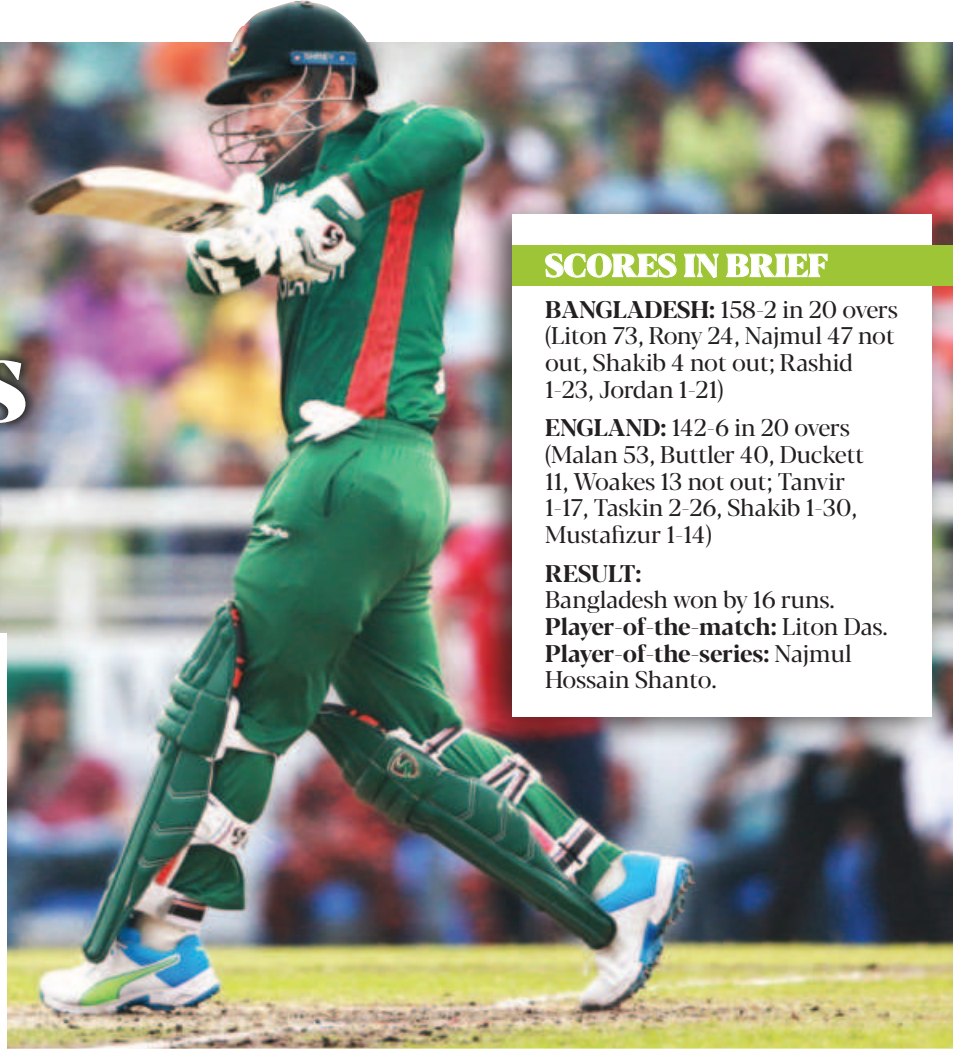 S
SCORES IN BRIEF
BANGLADESH: 158-2 in 20 overs
(Liton 73, Rony 24, Najmul 47 not
out, Shakib 4 not out; Rashid
1-23, Jordan 1-21)
ENGLAND: 142-6 in 20 overs
(Malan 53, Buttler 40, Duckett
11, Woakes 13 not out; Tanvir
1-17, Taskin 2-26, Shakib 1-30,
Mustafizur 1-14)
RESULT:
Bangladesh won by 16 runs.
Player-of-the-match: Liton Das.
Player-of-the-series: Najmul
Hossain Shanto.